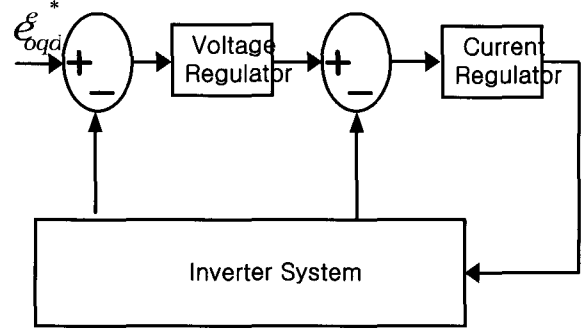 e^{e*}_{oqd}
+
−
Voltage
Regulator
+
−
Current
Regulator
Inverter System